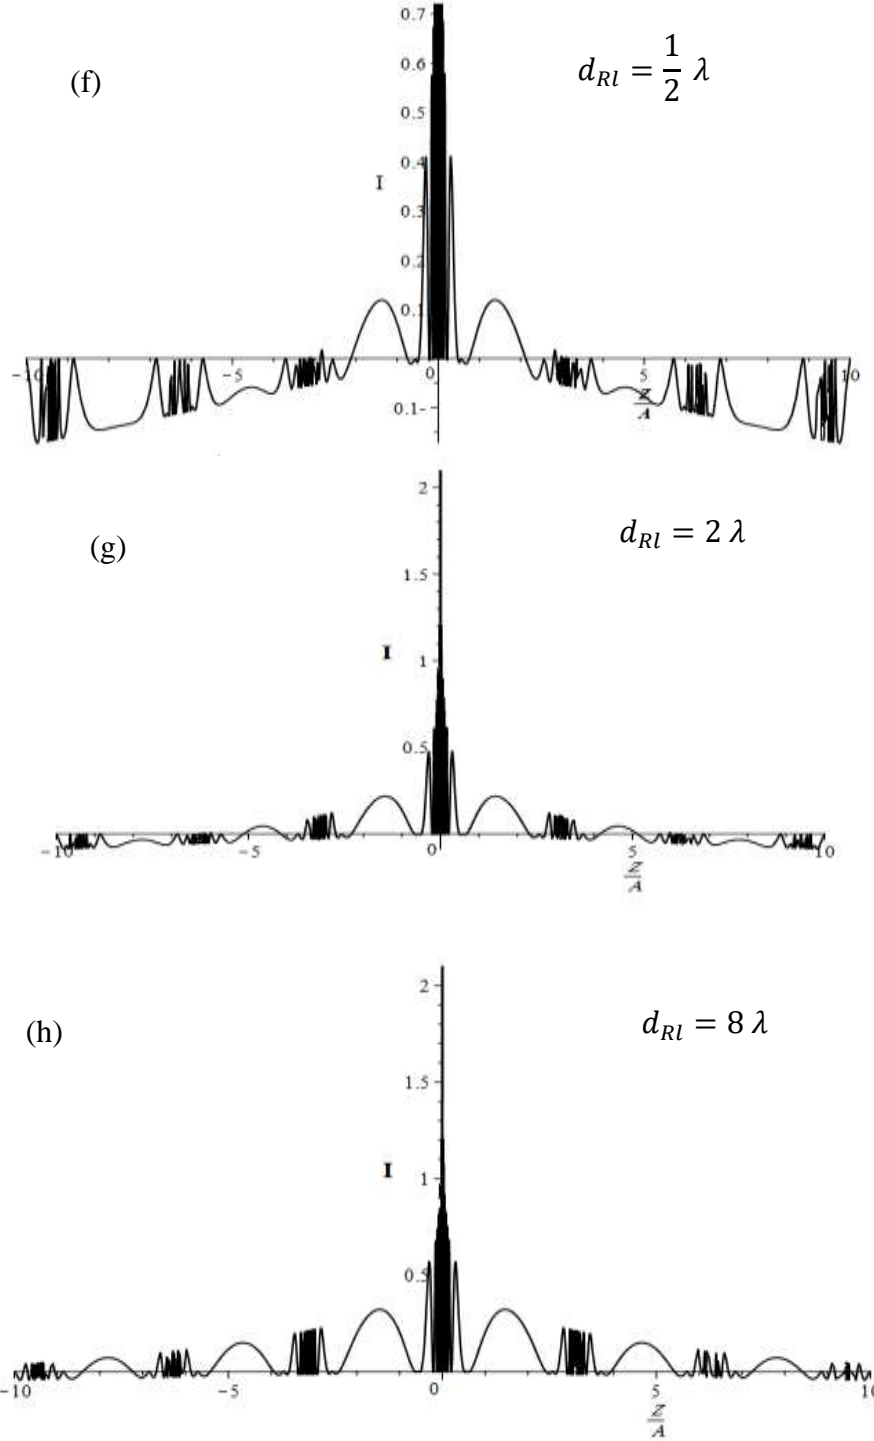 0.7
(f)
d_{Rl} = \frac{1}{2} λ
0.6
0.5
0.4
I
0.3
0.2
0.1
-10 -5 0 5 10
Z/A
0.1-
2
(g)
d_{Rl} = 2 λ
1.5
I
1
0.5
-10 -5 0 5 10
Z/A
2
(h)
d_{Rl} = 8 λ
1.5
I
1
0.5
-10 -5 0 5 10
Z/A